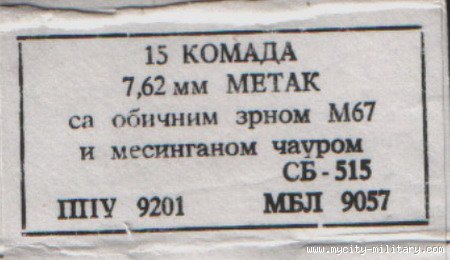 15 КОМАДА
7,62 мм МЕТАК
са обичним зрном М67
и месинганом чауром
СБ - 515
ППУ 9201 МБЛ 9057
http://www.mycity-military.com